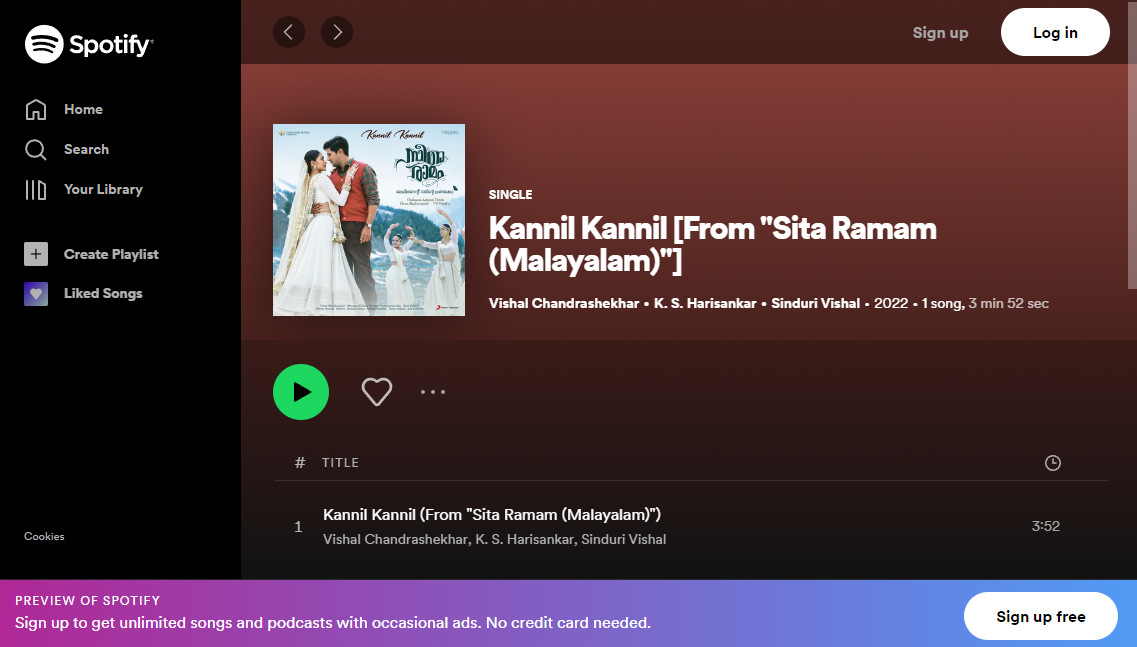 Spotify
Home
Search
Your Library
Create Playlist
Liked Songs
Cookies
Sign up
Log in
Kannil Kannil
സീതാ
രാമം
SINGLE
Kannil Kannil [From "Sita Ramam
(Malayalam)"]
Vishal Chandrashekhar • K. S. Harisankar • Sinduri Vishal • 2022 • 1 song, 3 min 52 sec
# TITLE
1
Kannil Kannil (From "Sita Ramam (Malayalam)")
Vishal Chandrashekhar, K. S. Harisankar, Sinduri Vishal
3:52
PREVIEW OF SPOTIFY
Sign up to get unlimited songs and podcasts with occasional ads. No credit card needed.
Sign up free